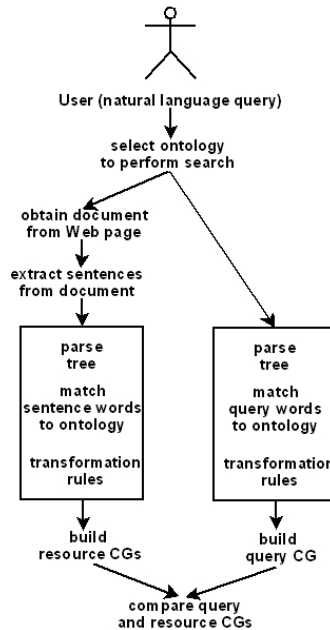 User (natural language query)
select ontology
to perform search
obtain document
from Web page
extract sentences
from document
parse
tree
match
sentence words
to ontology
transformation
rules
parse
tree
match
query words
to ontology
transformation
rules
build
resource CGs
build
query CG
compare query
and resource CGs